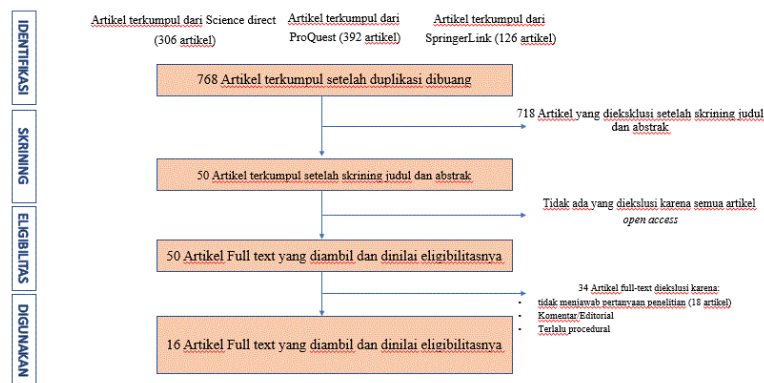 IDENTIFIKASI
Artikel terkumpul dari Science direct
(306 artikel)
Artikel terkumpul dari
ProQuest (392 artikel)
Artikel terkumpul dari
SpringerLink (126 artikel)
768 Artikel terkumpul setelah duplikasi dibuang
SKRINING
718 Artikel yang dieksklusi setelah skrining judul
dan abstrak
50 Artikel terkumpul setelah skrining judul dan abstrak
ELIGIBILITAS
Tidak ada yang diekslusi karena semua artikel
open access
50 Artikel Full text yang diambil dan dinilai eligibilitasnya
DIGUNAKAN
34 Artikel full-text diekslusi karena:
• tidak menjawab pertanyaan penelitian (18 artikel)
• Komentar/Editorial
• Terlalu procedural
16 Artikel Full text yang diambil dan dinilai eligibilitasnya